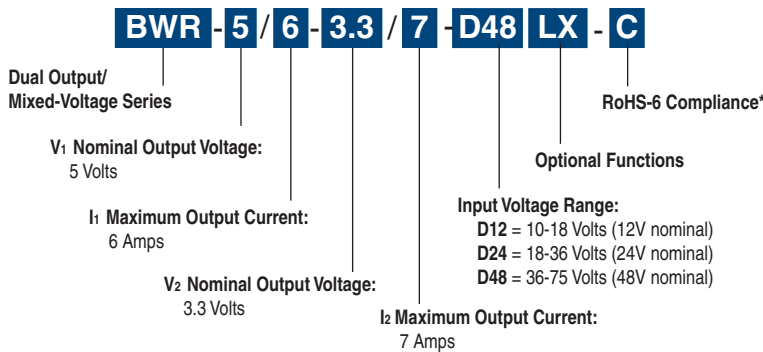 BWR - 5 / 6 - 3.3 / 7 - D48 LX - C
Dual Output/
Mixed-Voltage Series
RoHS-6 Compliance*
V1 Nominal Output Voltage:
5 Volts
Optional Functions
I1 Maximum Output Current:
6 Amps
Input Voltage Range:
D12 = 10-18 Volts (12V nominal)
D24 = 18-36 Volts (24V nominal)
D48 = 36-75 Volts (48V nominal)
V2 Nominal Output Voltage:
3.3 Volts
I2 Maximum Output Current:
7 Amps